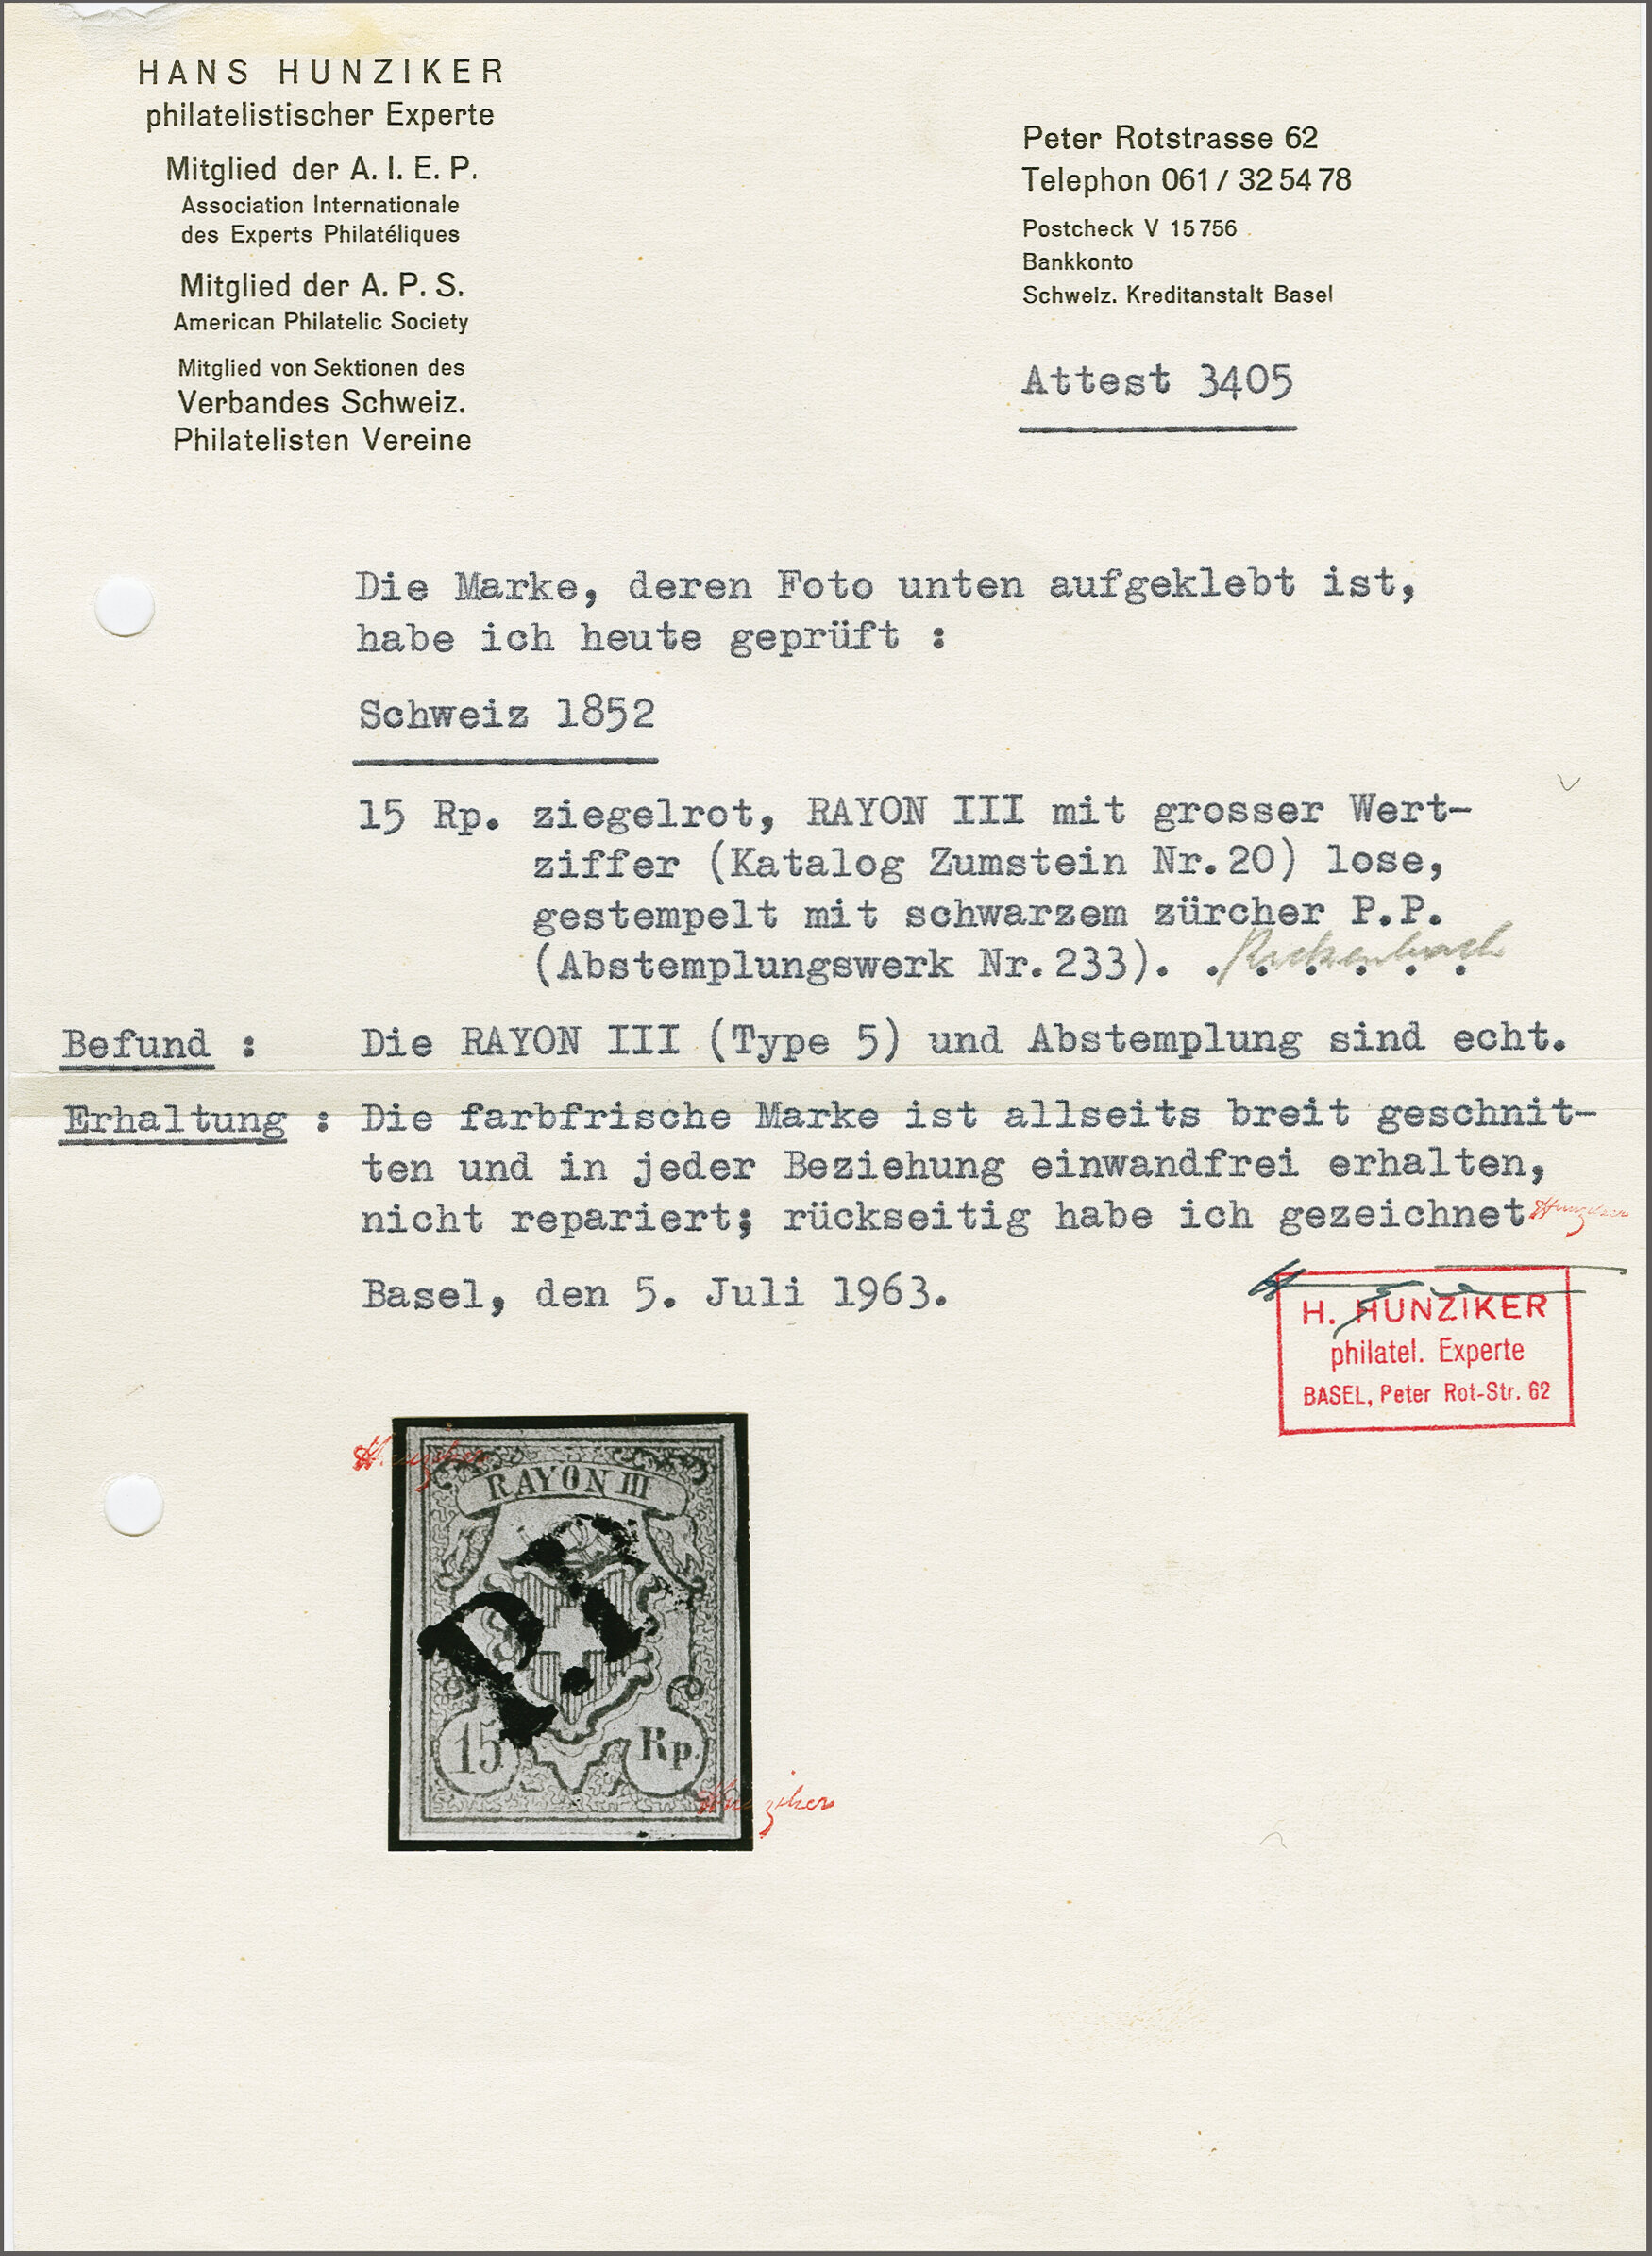 HANS HUNZIKER
philatelistischer Experte
Mitglied der A. I. E. P.
Association Internationale
des Experts Philatéliques
Mitglied der A. P. S.
American Philatelic Society
Mitglied von Sektionen des
Verbandes Schweiz.
Philatelisten Vereine
Peter Rotstrasse 62
Telephon 061 / 32 54 78
Postcheck V 15 756
Bankkonto
Schweiz. Kreditanstalt Basel
Attest 3405
Die Marke, deren Foto unten aufgeklebt ist,
habe ich heute geprüft :
Schweiz 1852
15 Rp. ziegelrot, RAYON III mit grosser Wert-
ziffer (Katalog Zumstein Nr.20) lose,
gestempelt mit schwarzem zürcher P.P.
(Abstemplungswerk Nr.233). . . . . . . Rickenbach
Befund : Die RAYON III (Type 5) und Abstemplung sind echt.
Erhaltung : Die farbfrische Marke ist allseits breit geschnit-
ten und in jeder Beziehung einwandfrei erhalten,
nicht repariert; rückseitig habe ich gezeichnet Hunziker
Basel, den 5. Juli 1963.
H. HUNZIKER
philatel. Experte
BASEL, Peter Rot-Str. 62
Hunziker
RAYON III
P.P.
15 Rp.
Hunziker